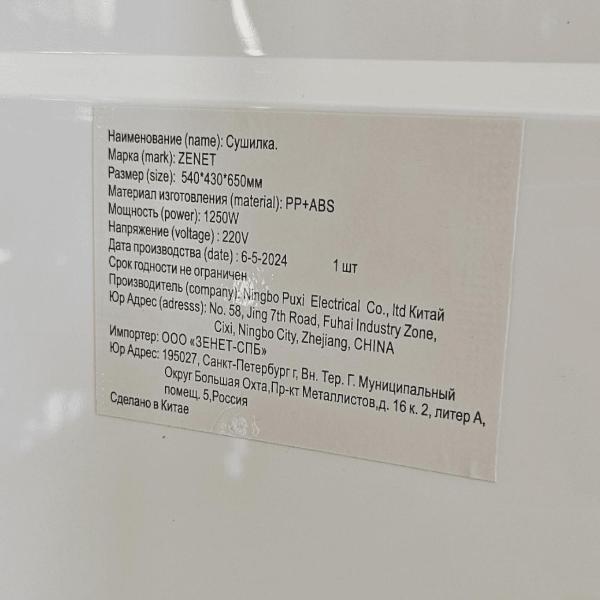 Наименование (name): Сушилка.
Марка (mark): ZENET
Размер (size): 540*430*650мм
Материал изготовления (material): PP+ABS
Мощность (power): 1250W
Напряжение (voltage) : 220V
Дата производства (date) : 6-5-2024 1 шт
Срок годности не ограничен
Производитель (company): Ningbo Puxi Electrical Co., ltd Китай
Юр Адрес (adresss): No. 58, Jing 7th Road, Fuhai Industry Zone,
Cixi, Ningbo City, Zhejiang, CHINA
Импортер: ООО «ЗЕНЕТ-СПБ»
Юр Адрес: 195027, Санкт-Петербург г, Вн. Тер. Г. Муниципальный
Округ Большая Охта,Пр-кт Металлистов,д. 16 к. 2, литер А,
помещ. 5,Россия
Сделано в Китае